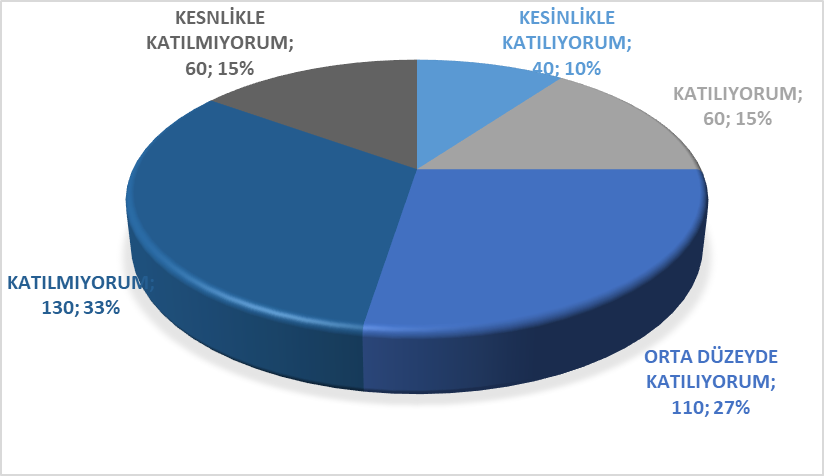 KESNLİKLE
KATILMIYORUM;
60; 15%
KESİNLİKLE
KATILIYORUM;
40; 10%
KATILIYORUM;
60; 15%
KATILMIYORUM;
130; 33%
ORTA DÜZEYDE
KATILIYORUM;
110; 27%